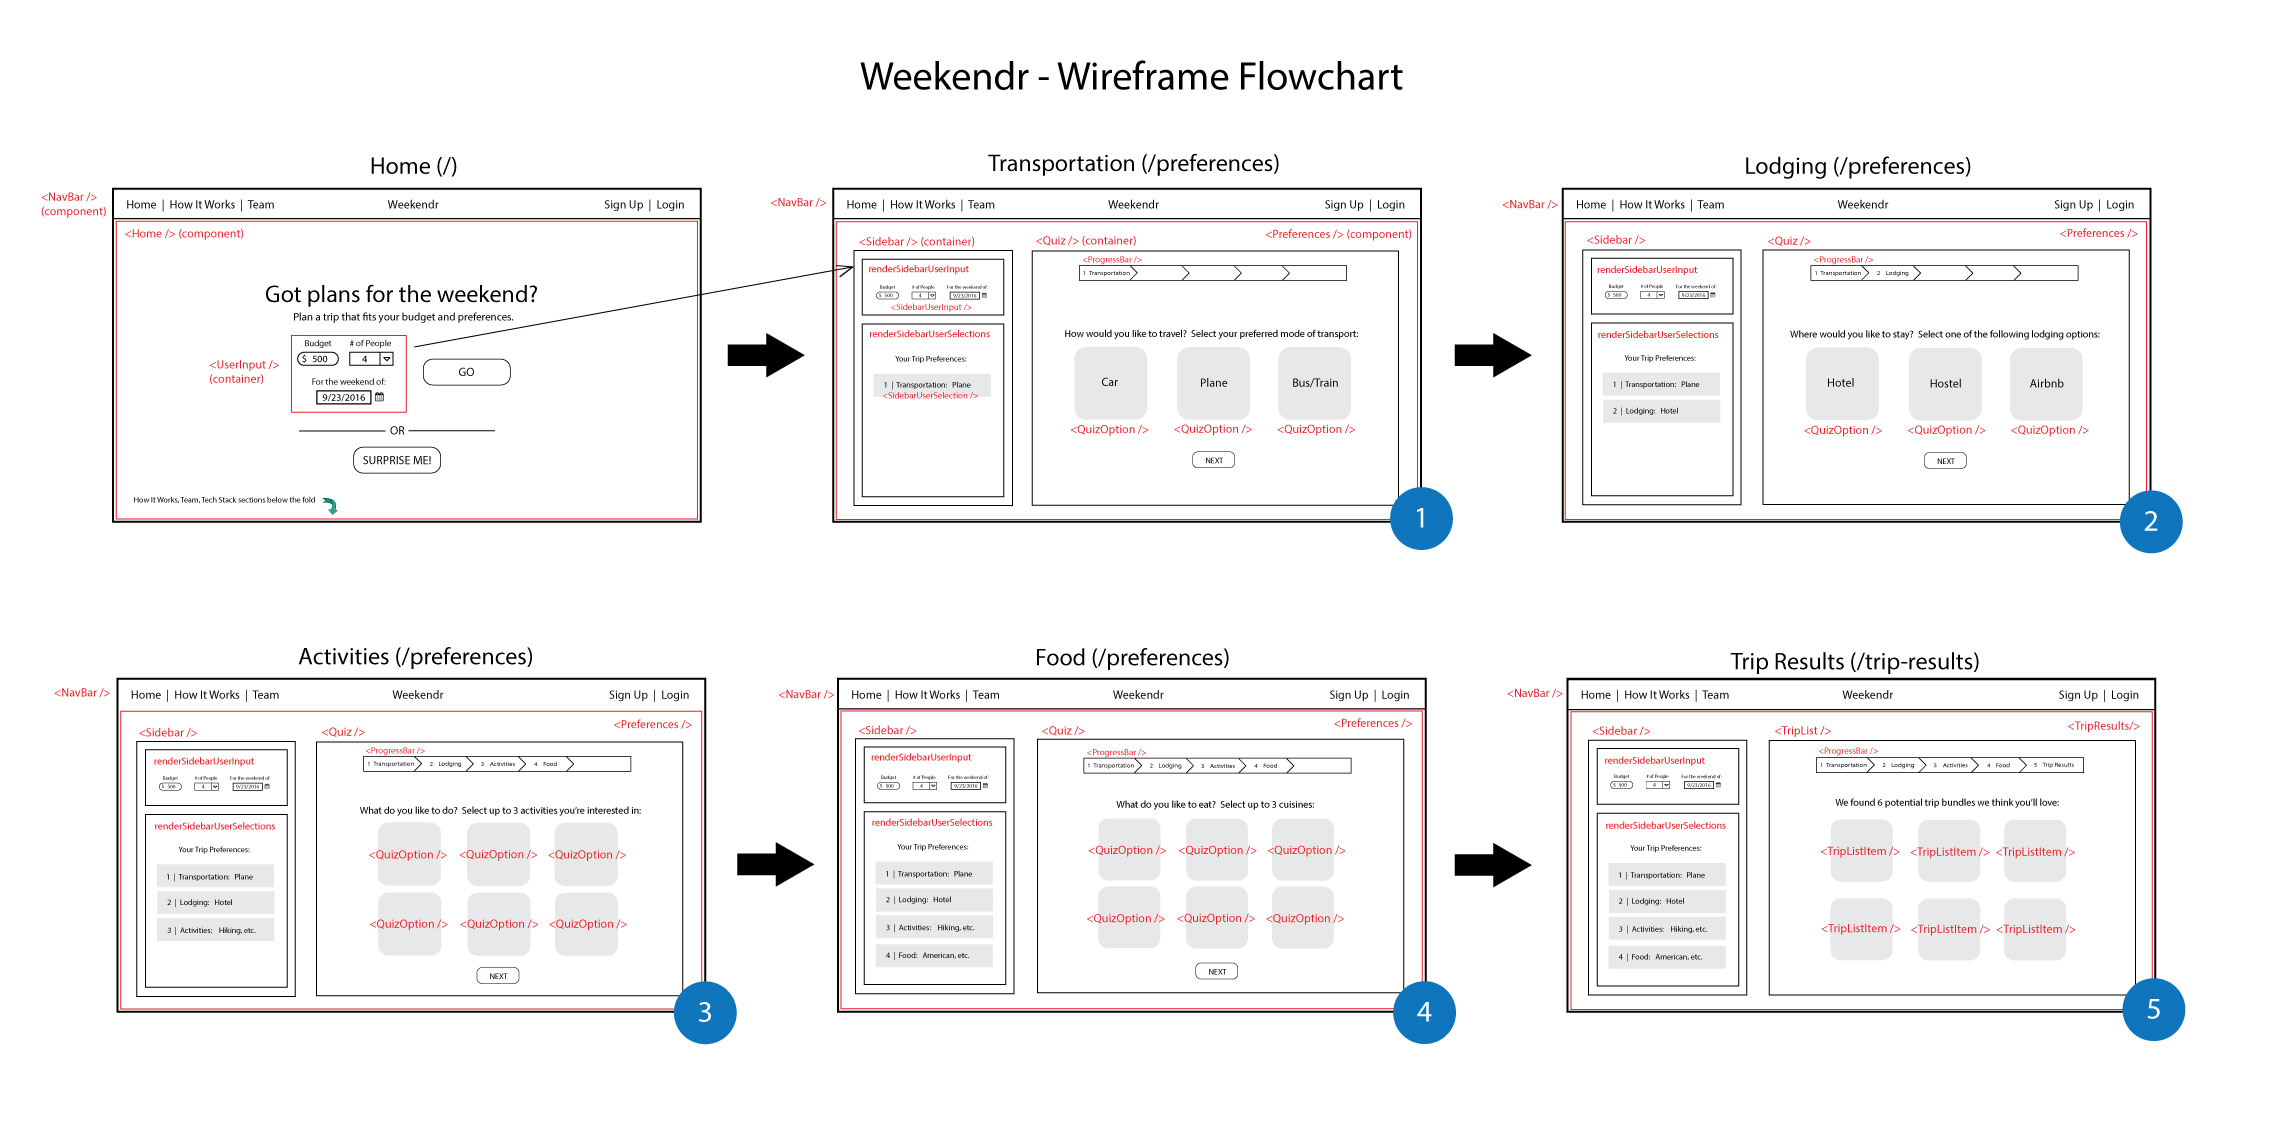 Weekendr - Wireframe Flowchart
Home (/)
<NavBar />
(component)
Home | How It Works | Team
Weekendr
Sign Up | Login
<Home /> (component)
Got plans for the weekend?
Plan a trip that fits your budget and preferences.
<UserInput />
(container)
Budget
# of People
$ 500
4
For the weekend of:
9/23/2016
GO
OR
SURPRISE ME!
How It Works, Team, Tech Stack sections below the fold
Transportation (/preferences)
<NavBar />
Home | How It Works | Team
Weekendr
Sign Up | Login
<Preferences /> (component)
<Sidebar /> (container)
renderSidebarUserInput
Budget
# of People
For the weekend of:
$ 500
4
9/23/2016
<SidebarUserInput />
renderSidebarUserSelections
Your Trip Preferences:
1 | Transportation: Plane
<SidebarUserSelection />
<Quiz /> (container)
<ProgressBar />
1 Transportation
How would you like to travel? Select your preferred mode of transport:
Car
Plane
Bus/Train
<QuizOption />
<QuizOption />
<QuizOption />
NEXT
1
Lodging (/preferences)
<NavBar />
Home | How It Works | Team
Weekendr
Sign Up | Login
<Preferences />
<Sidebar />
renderSidebarUserInput
Budget
# of People
For the weekend of:
$ 500
4
9/23/2016
renderSidebarUserSelections
Your Trip Preferences:
1 | Transportation: Plane
2 | Lodging: Hotel
<Quiz />
<ProgressBar />
1 Transportation
2 Lodging
Where would you like to stay? Select one of the following lodging options:
Hotel
Hostel
Airbnb
<QuizOption />
<QuizOption />
<QuizOption />
NEXT
2
Activities (/preferences)
<NavBar />
Home | How It Works | Team
Weekendr
Sign Up | Login
<Preferences />
<Sidebar />
renderSidebarUserInput
Budget
# of People
For the weekend of:
$ 500
4
9/23/2016
renderSidebarUserSelections
Your Trip Preferences:
1 | Transportation: Plane
2 | Lodging: Hotel
3 | Activities: Hiking, etc.
<Quiz />
<ProgressBar />
1 Transportation
2 Lodging
3 Activities
4 Food
What do you like to do? Select up to 3 activities you're interested in:
<QuizOption />
<QuizOption />
<QuizOption />
<QuizOption />
<QuizOption />
<QuizOption />
NEXT
3
Food (/preferences)
<NavBar />
Home | How It Works | Team
Weekendr
Sign Up | Login
<Preferences />
<Sidebar />
renderSidebarUserInput
Budget
# of People
For the weekend of:
$ 500
4
9/23/2016
renderSidebarUserSelections
Your Trip Preferences:
1 | Transportation: Plane
2 | Lodging: Hotel
3 | Activities: Hiking, etc.
4 | Food: American, etc.
<Quiz />
<ProgressBar />
1 Transportation
2 Lodging
3 Activities
4 Food
What do you like to eat? Select up to 3 cuisines:
<QuizOption />
<QuizOption />
<QuizOption />
<QuizOption />
<QuizOption />
<QuizOption />
NEXT
4
Trip Results (/trip-results)
<NavBar />
Home | How It Works | Team
Weekendr
Sign Up | Login
<TripResults/>
<Sidebar />
renderSidebarUserInput
Budget
# of People
For the weekend of:
$ 500
4
9/23/2016
renderSidebarUserSelections
Your Trip Preferences:
1 | Transportation: Plane
2 | Lodging: Hotel
3 | Activities: Hiking, etc.
4 | Food: American, etc.
<TripList />
<ProgressBar />
1 Transportation
2 Lodging
3 Activities
4 Food
5 Trip Results
We found 6 potential trip bundles we think you'll love:
<TripListItem />
<TripListItem />
<TripListItem />
<TripListItem />
<TripListItem />
<TripListItem />
5